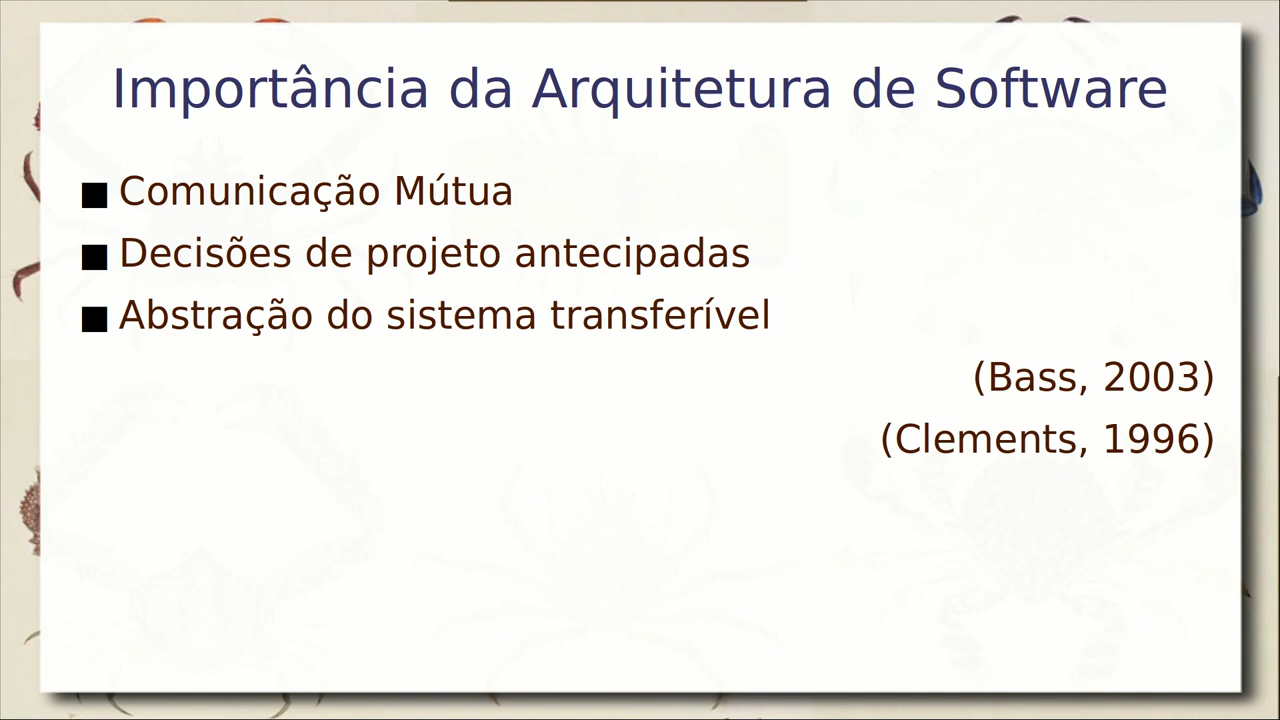 Importância da Arquitetura de Software
■ Comunicação Mútua
■ Decisões de projeto antecipadas
■ Abstração do sistema transferível
(Bass, 2003)
(Clements, 1996)